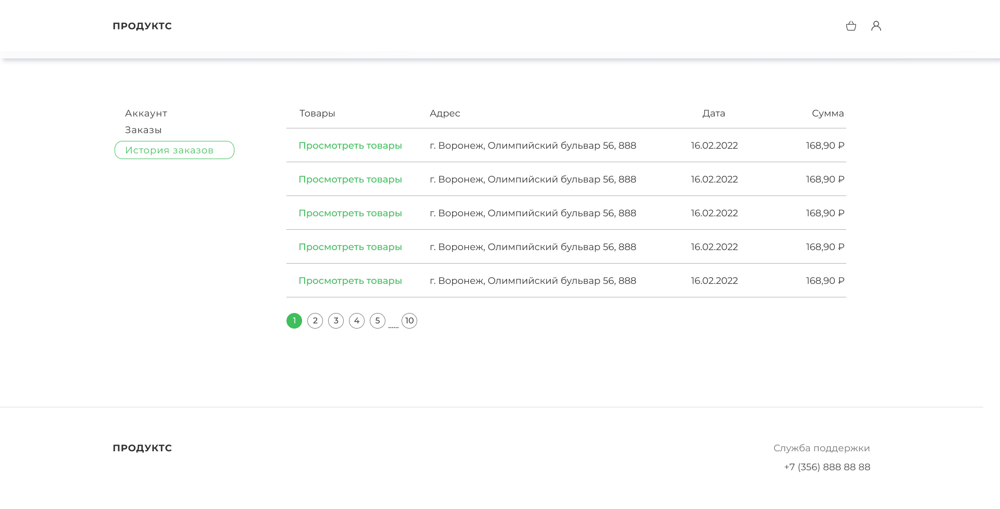 ПРОДУКТС
Аккаунт
Заказы
История заказов
Товары Адрес Дата Сумма
Просмотреть товары г. Воронеж, Олимпийский бульвар 56, 888 16.02.2022 168,90 ₽
Просмотреть товары г. Воронеж, Олимпийский бульвар 56, 888 16.02.2022 168,90 ₽
Просмотреть товары г. Воронеж, Олимпийский бульвар 56, 888 16.02.2022 168,90 ₽
Просмотреть товары г. Воронеж, Олимпийский бульвар 56, 888 16.02.2022 168,90 ₽
Просмотреть товары г. Воронеж, Олимпийский бульвар 56, 888 16.02.2022 168,90 ₽
1 2 3 4 5 ...... 10
ПРОДУКТС
Служба поддержки
+7 (356) 888 88 88